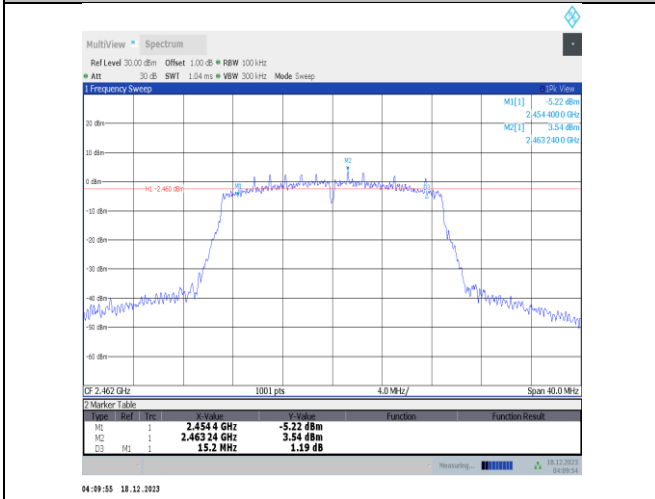 MultiView Spectrum
Ref Level 30.00 dBm Offset 1.00 dB RBW 100 kHz
Att 30 dB SWT 1.04 ms VBW 300 kHz Mode Sweep
1 Frequency Sweep 1Pk View
M1[1] -5.22 dBm
2.454 400 0 GHz
M2[1] 3.54 dBm
2.463 240 0 GHz
20 dBm
10 dBm
M2
0 dBm
H1 -2.460 dBm
M1
D3
-10 dBm
-20 dBm
-30 dBm
-40 dBm
-50 dBm
-60 dBm
CF 2.462 GHz 1001 pts 4.0 MHz/ Span 40.0 MHz
2 Marker Table
Type Ref Trc X-Value Y-Value Function Function Result
M1 1 2.454 4 GHz -5.22 dBm
M2 1 2.463 24 GHz 3.54 dBm
D3 M1 1 15.2 MHz 1.19 dB
Measuring... 18.12.2023
04:09:54
04:09:55 18.12.2023